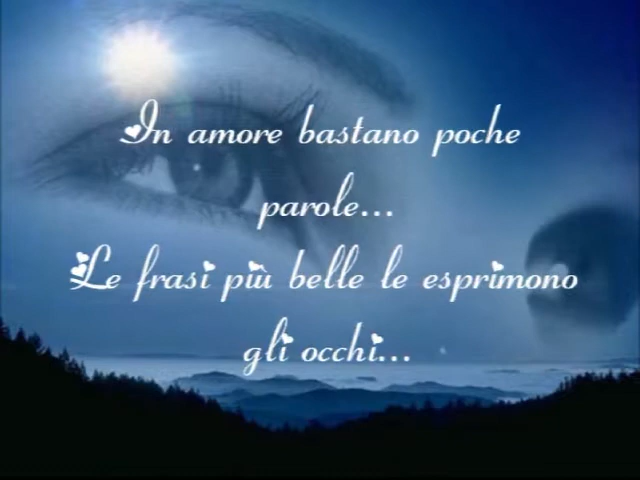 In amore bastano poche
parole...
Le frasi più belle le esprimono
gli occhi...